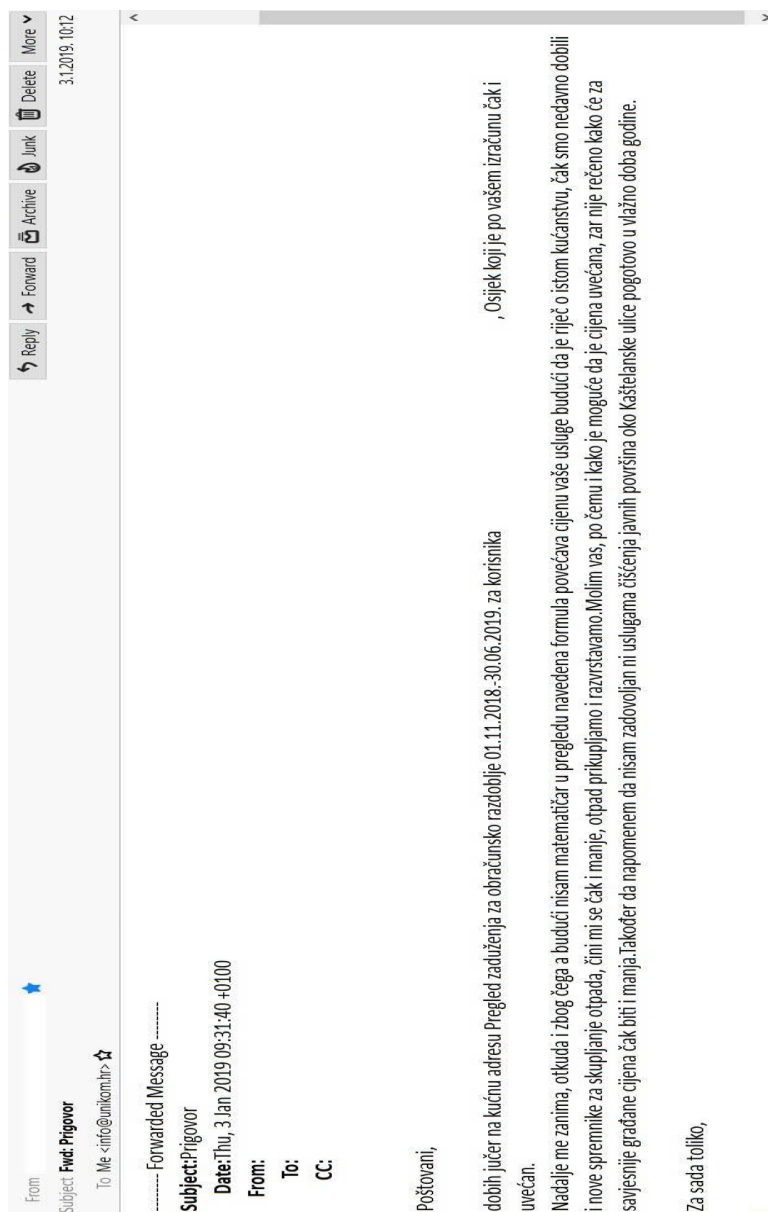 From
Reply Forward Archive Junk Delete More
Subject Fwd: Prigovor
3.1.2019. 10:12
To Me <info@unikom.hr>
-------- Forwarded Message --------
Subject:Prigovor
Date:Thu, 3 Jan 2019 09:31:40 +0100
From:
To:
CC:
Poštovani,
dobih jučer na kućnu adresu Pregled zaduženja za obračunsko razdoblje 01.11.2018.-30.06.2019. za korisnika , Osijek koji je po vašem izračunu čak i
uvećan.
Nadalje me zanima, otkuda i zbog čega a budući nisam matematičar u pregledu navedena formula povećava cijenu vaše usluge budući da je riječ o istom kućanstvu, čak smo nedavno dobili
i nove spremnike za skupljanje otpada, čini mi se čak i manje, otpad prikupljamo i razvrstavamo.Molim vas, po čemu i kako je moguće da je cijena uvećana, zar nije rečeno kako će za
savjesnije građane cijena čak biti i manja.Također da napomenem da nisam zadovoljan ni uslugama čišćenja javnih površina oko Kaštelanske ulice pogotovo u vlažno doba godine.
Za sada toliko,